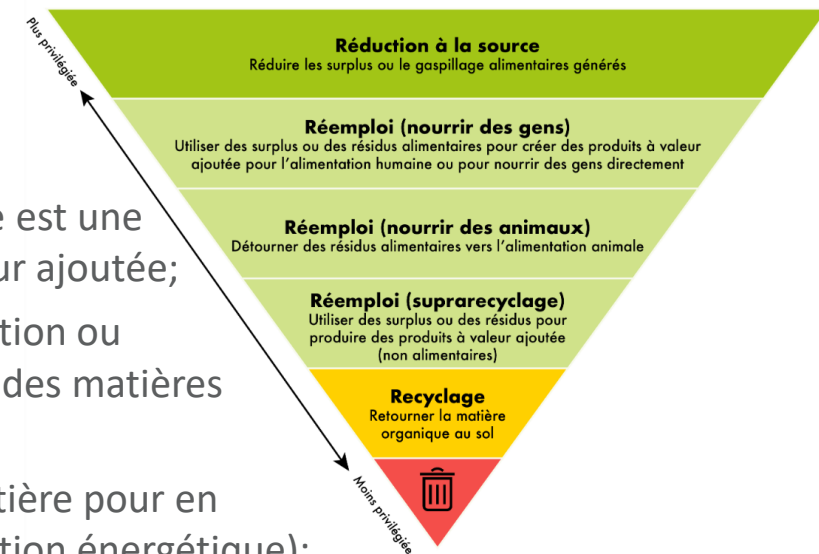 Plus privilégiée
Réduction à la source
Réduire les surplus ou le gaspillage alimentaires générés
Réemploi (nourrir des gens)
Utiliser des surplus ou des résidus alimentaires pour créer des produits à valeur
ajoutée pour l'alimentation humaine ou pour nourrir des gens directement
Réemploi (nourrir des animaux)
Détourner des résidus alimentaires vers l'alimentation animale
Réemploi (suprarecyclage)
Utiliser des surplus ou des résidus pour
produire des produits à valeur ajoutée
(non alimentaires)
Recyclage
Retourner la matière
organique au sol
Moins privilégiée
est une
ajoutée;
ou
des matières
pour en
énergétique);